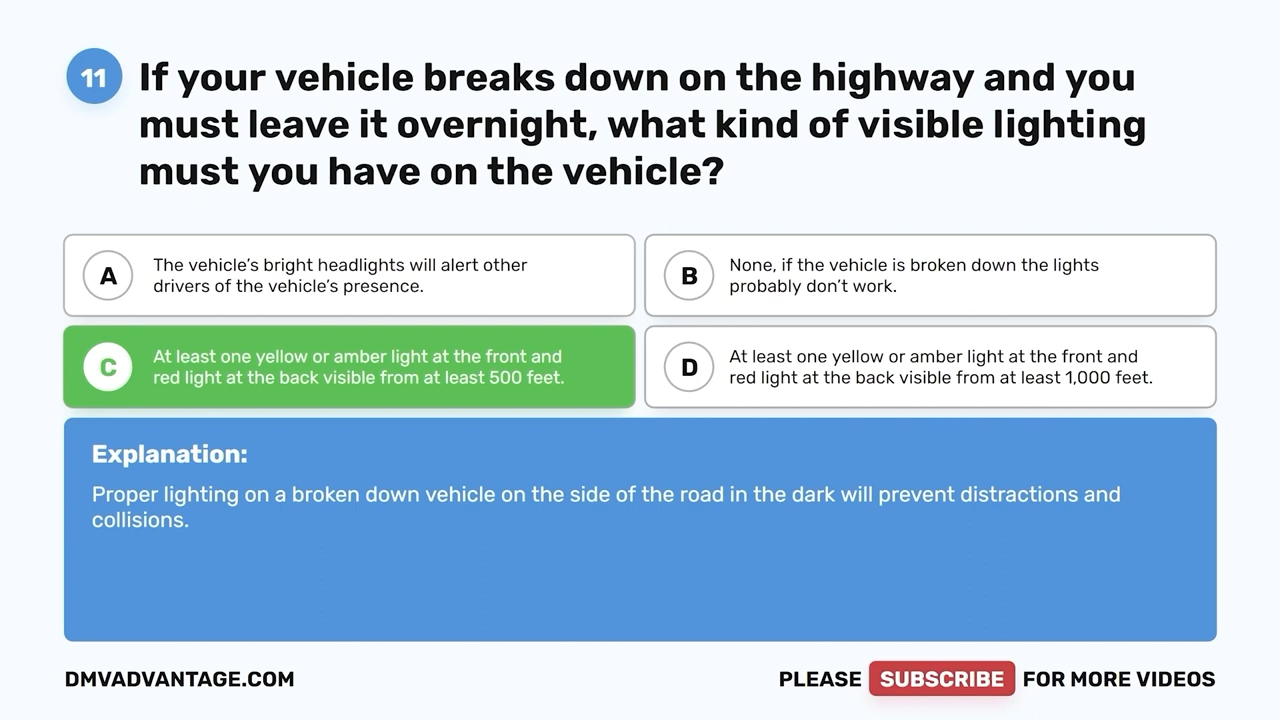 11
If your vehicle breaks down on the highway and you
must leave it overnight, what kind of visible lighting
must you have on the vehicle?
A
The vehicle's bright headlights will alert other
drivers of the vehicle's presence.
B
None, if the vehicle is broken down the lights
probably don't work.
C
At least one yellow or amber light at the front and
red light at the back visible from at least 500 feet.
D
At least one yellow or amber light at the front and
red light at the back visible from at least 1,000 feet.
Explanation:
Proper lighting on a broken down vehicle on the side of the road in the dark will prevent distractions and
collisions.
DMVADVANTAGE.COM
PLEASE SUBSCRIBE FOR MORE VIDEOS